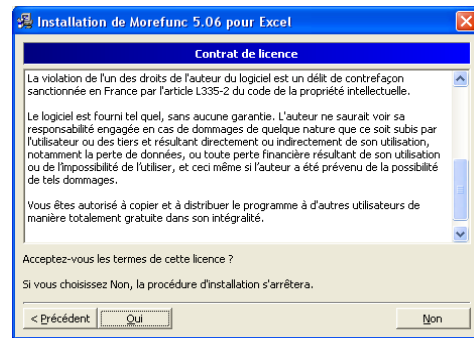 Installation de Morefunc 5.06 pour Excel
Contrat de licence
La violation de l'un des droits de l'auteur du logiciel est un délit de contrefaçon
sanctionnée en France par l'article L335-2 du code de la propriété intellectuelle.
Le logiciel est fourni tel quel, sans aucune garantie. L'auteur ne saurait voir sa
responsabilité engagée en cas de dommages de quelque nature que ce soit subis par
l'utilisateur ou des tiers et résultant directement ou indirectement de son utilisation,
notamment la perte de données, ou toute perte financière résultant de son utilisation
ou de l'impossibilité de l'utiliser, et ceci même si l'auteur a été prévenu de la possibilité
de tels dommages.
Vous êtes autorisé à copier et à distribuer le programme à d'autres utilisateurs de
manière totalement gratuite dans son intégralité.
Acceptez-vous les termes de cette licence ?
Si vous choisissez Non, la procédure d'installation s'arrêtera.
< Précédent Oui Non